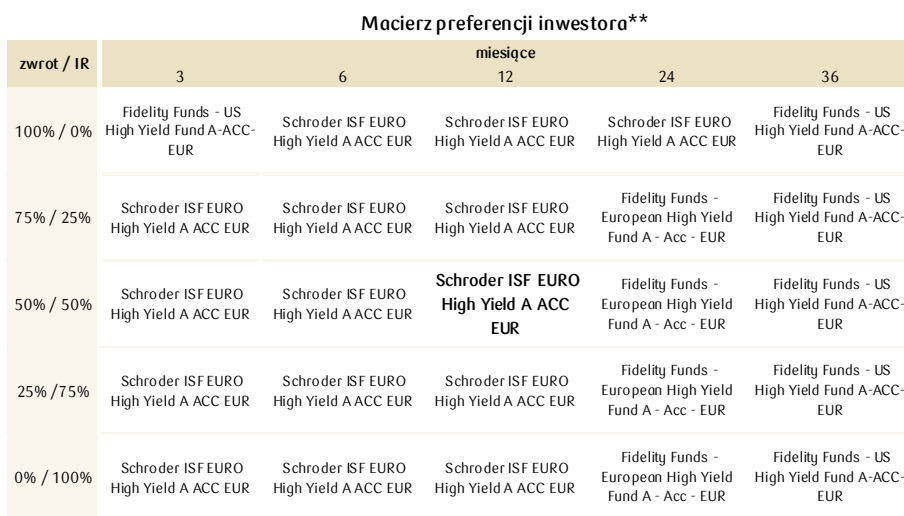 Macierz preferencji inwestora**
zwrot / IR
miesiące
3 6 12 24 36
100% / 0%
Fidelity Funds - US
High Yield Fund A-ACC-
EUR
Schroder ISF EURO
High Yield A ACC EUR
Schroder ISF EURO
High Yield A ACC EUR
Schroder ISF EURO
High Yield A ACC EUR
Fidelity Funds - US
High Yield Fund A-ACC-
EUR
75% / 25%
Schroder ISF EURO
High Yield A ACC EUR
Schroder ISF EURO
High Yield A ACC EUR
Schroder ISF EURO
High Yield A ACC EUR
Fidelity Funds -
European High Yield
Fund A - Acc - EUR
Fidelity Funds - US
High Yield Fund A-ACC-
EUR
50% / 50%
Schroder ISF EURO
High Yield A ACC EUR
Schroder ISF EURO
High Yield A ACC EUR
Schroder ISF EURO
High Yield A ACC
EUR
Fidelity Funds -
European High Yield
Fund A - Acc - EUR
Fidelity Funds - US
High Yield Fund A-ACC-
EUR
25% /75%
Schroder ISF EURO
High Yield A ACC EUR
Schroder ISF EURO
High Yield A ACC EUR
Schroder ISF EURO
High Yield A ACC EUR
Fidelity Funds -
European High Yield
Fund A - Acc - EUR
Fidelity Funds - US
High Yield Fund A-ACC-
EUR
0% / 100%
Schroder ISF EURO
High Yield A ACC EUR
Schroder ISF EURO
High Yield A ACC EUR
Schroder ISF EURO
High Yield A ACC EUR
Fidelity Funds -
European High Yield
Fund A - Acc - EUR
Fidelity Funds - US
High Yield Fund A-ACC-
EUR